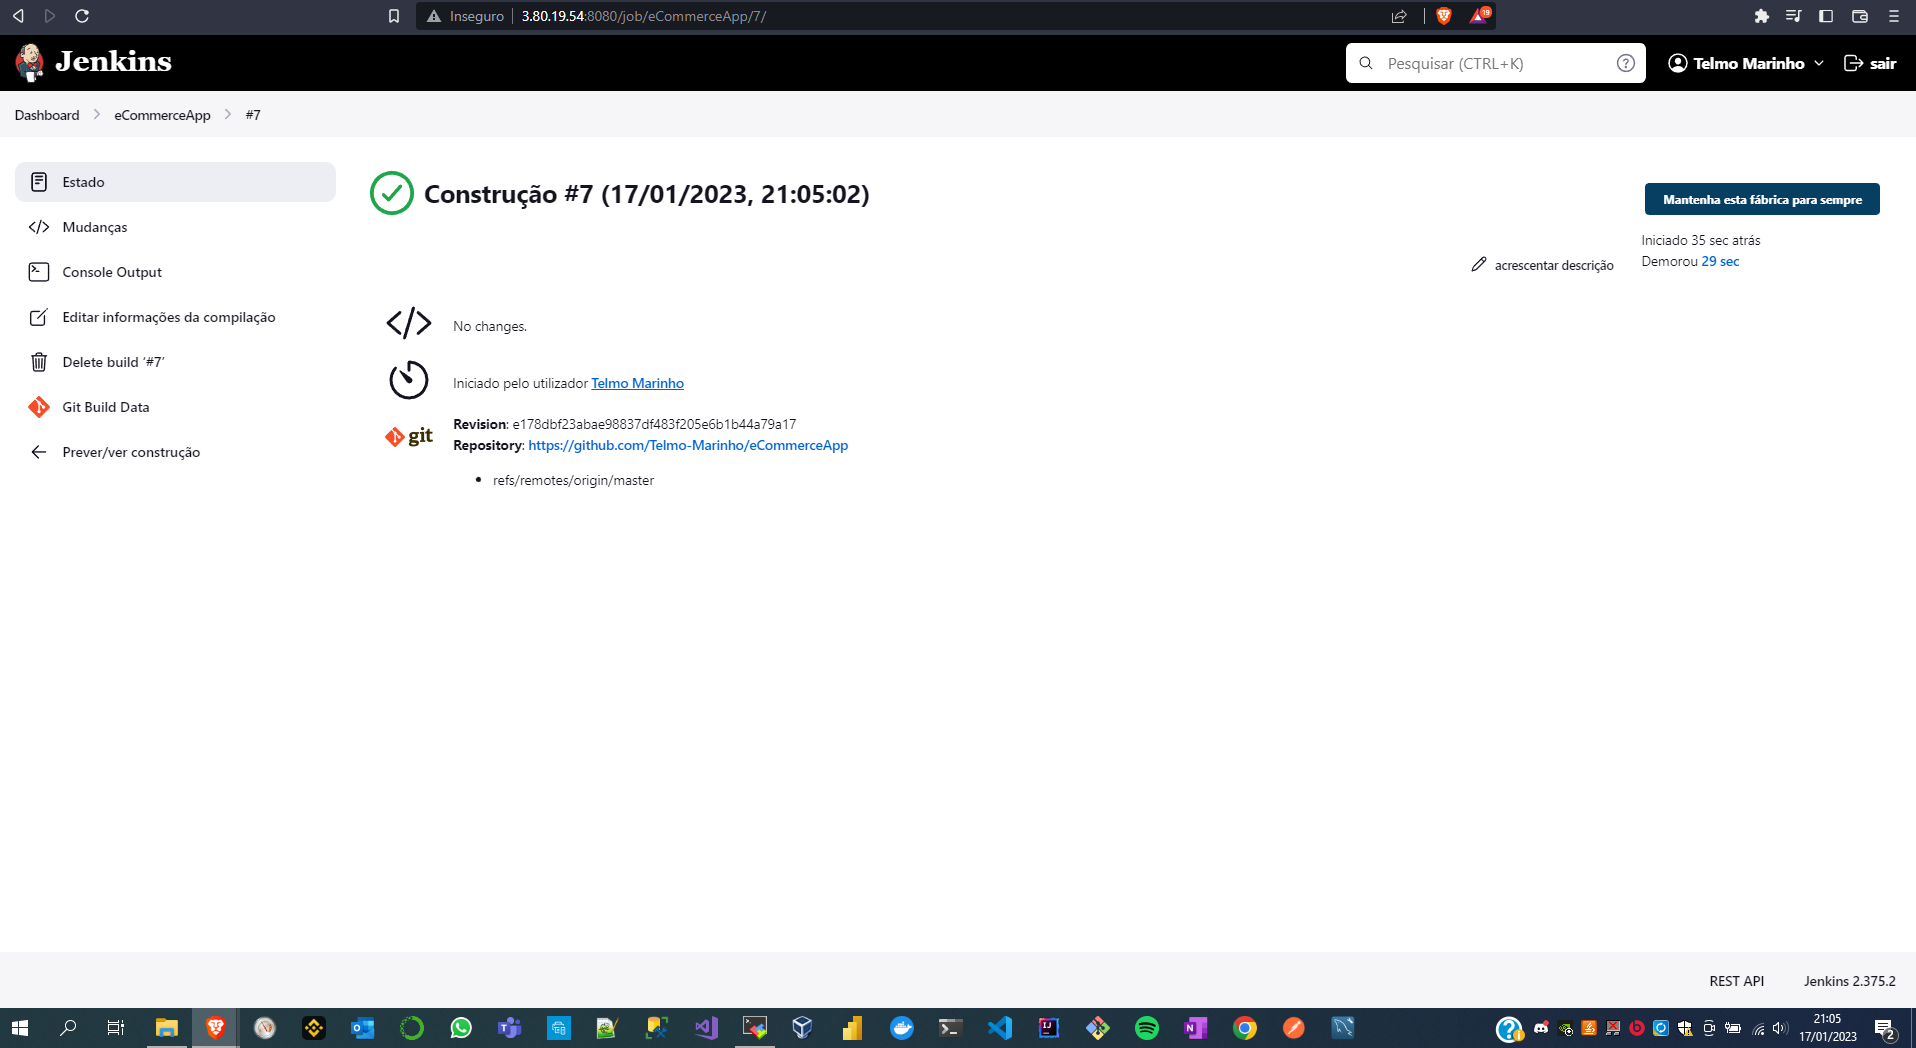 Inseguro
3.80.19.54:8080/job/eCommerceApp/7/
19
Jenkins
Pesquisar (CTRL+K)
?
Telmo Marinho
sair
Dashboard
eCommerceApp
#7
Estado
Mudanças
Console Output
Editar informações da compilação
Delete build ‘#7’
Git Build Data
Prever/ver construção
Construção #7 (17/01/2023, 21:05:02)
Mantenha esta fábrica para sempre
Iniciado 35 sec atrás
Demorou 29 sec
acrescentar descrição
No changes.
Iniciado pelo utilizador Telmo Marinho
git
Revision: e178dbf23abae98837df483f205e6b1b44a79a17
Repository: https://github.com/Telmo-Marinho/eCommerceApp
refs/remotes/origin/master
REST API
Jenkins 2.375.2
21:05
17/01/2023
2